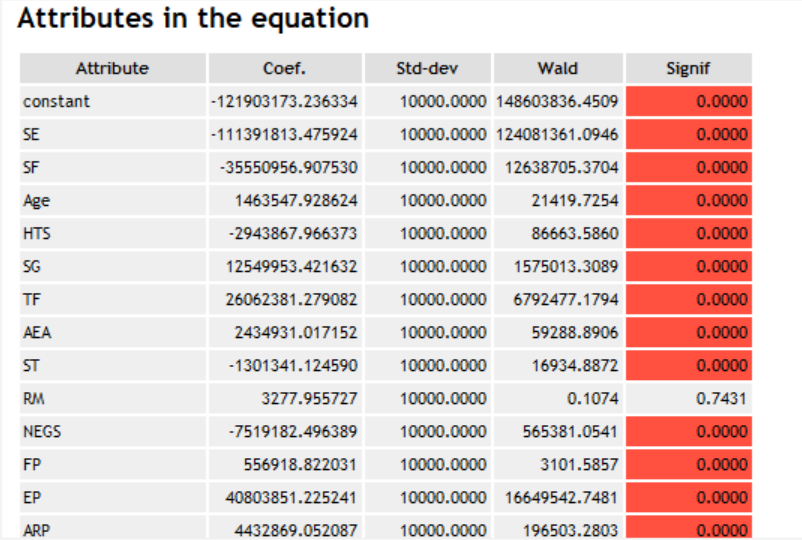 Attributes in the equation
Attribute Coef. Std-dev Wald Signif
constant -121903173.236334 10000.0000 148603836.4509 0.0000
SE -111391813.475924 10000.0000 124081361.0946 0.0000
SF -35550956.907530 10000.0000 12638705.3704 0.0000
Age 1463547.928624 10000.0000 21419.7254 0.0000
HTS -2943867.966373 10000.0000 86663.5860 0.0000
SG 12549953.421632 10000.0000 1575013.3089 0.0000
TF 26062381.279082 10000.0000 6792477.1794 0.0000
AEA 2434931.017152 10000.0000 59288.8906 0.0000
ST -1301341.124590 10000.0000 16934.8872 0.0000
RM 3277.955727 10000.0000 0.1074 0.7431
NEGS -7519182.496389 10000.0000 565381.0541 0.0000
FP 556918.822031 10000.0000 3101.5857 0.0000
EP 40803851.225241 10000.0000 16649542.7481 0.0000
ARP 4432869.052087 10000.0000 196503.2803 0.0000